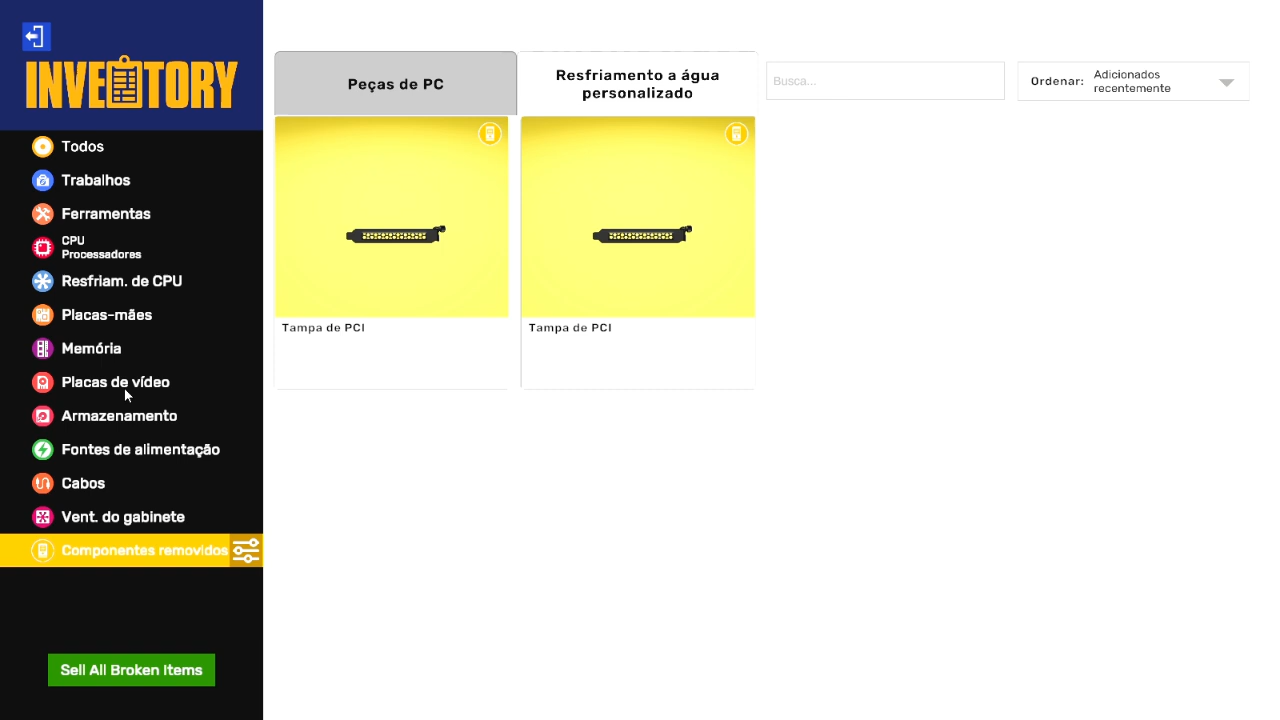 INVENTORY
Todos
Trabalhos
Ferramentas
CPU
Processadores
Resfriam. de CPU
Placas-mães
Memória
Placas de vídeo
Armazenamento
Fontes de alimentação
Cabos
Vent. do gabinete
Componentes removidos
Sell All Broken Items
Peças de PC
Resfriamento a água
personalizado
Busca...
Ordenar:
Adicionados
recentemente
Tampa de PCI
Tampa de PCI